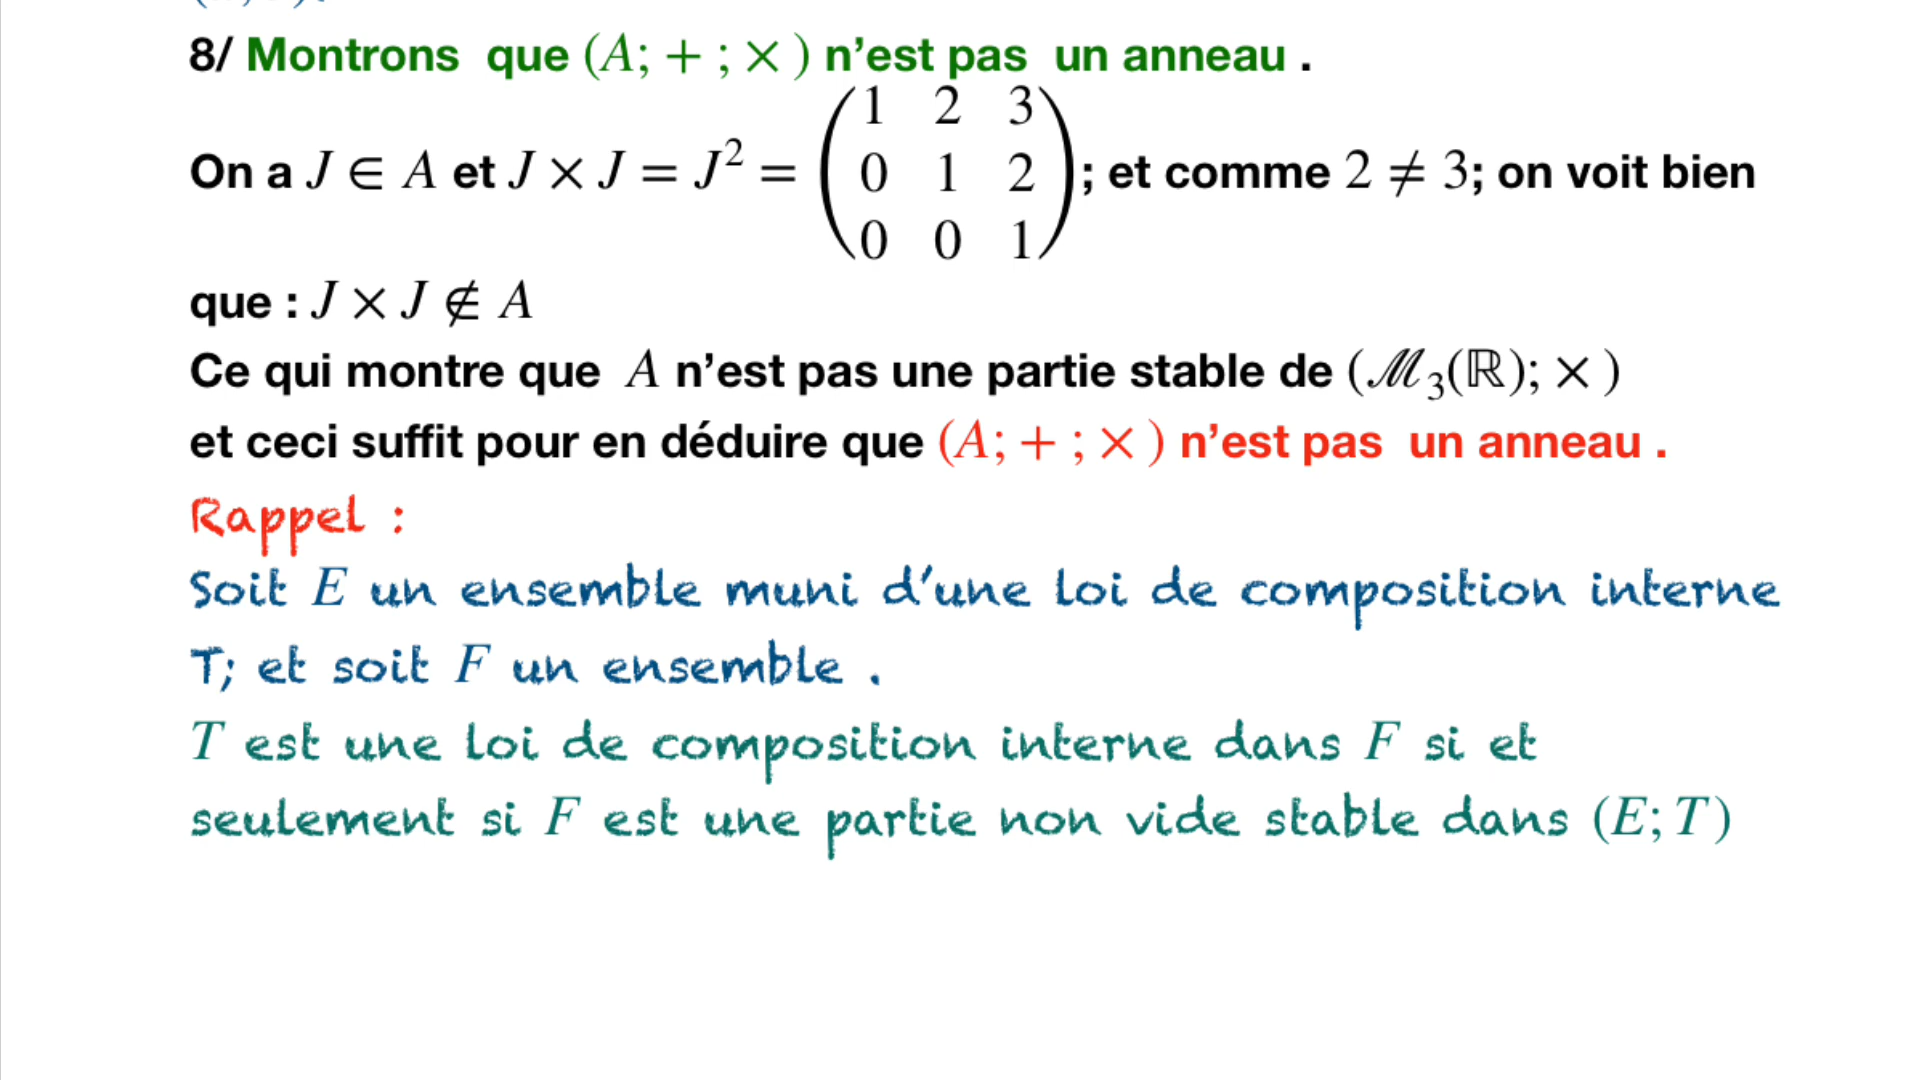 8/ Montrons que (A; + ; × ) n’est pas un anneau .
On a J ∈ A et J × J = J² = (1 2 3
0 1 2
0 0 1); et comme 2 ≠ 3; on voit bien
que : J × J ∉ A
Ce qui montre que A n’est pas une partie stable de (ℳ₃(ℝ); × )
et ceci suffit pour en déduire que (A; + ; × ) n’est pas un anneau .
Rappel :
Soit E un ensemble muni d’une loi de composition interne
T; et soit F un ensemble .
T est une loi de composition interne dans F si et
seulement si F est une partie non vide stable dans (E; T)